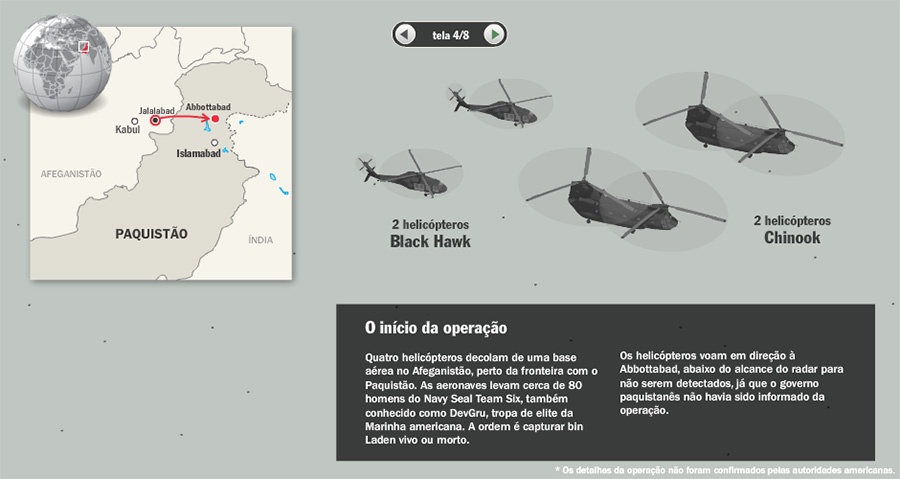 tela 4/8
Jalalabad
Abbottabad
Kabul
Islamabad
AFEGANISTÃO
PAQUISTÃO
ÍNDIA
2 helicópteros
Black Hawk
2 helicópteros
Chinook
O início da operação
Quatro helicópteros decolam de uma base
aérea no Afeganistão, perto da fronteira com o
Paquistão. As aeronaves levam cerca de 80
homens do Navy Seal Team Six, também
conhecido como DevGru, tropa de elite da
Marinha americana. A ordem é capturar bin
Laden vivo ou morto.
Os helicópteros voam em direção à
Abbottabad, abaixo do alcance do radar para
não serem detectados, já que o governo
paquistanês não havia sido informado da
operação.
* Os detalhes da operação não foram confirmados pelas autoridades americanas.